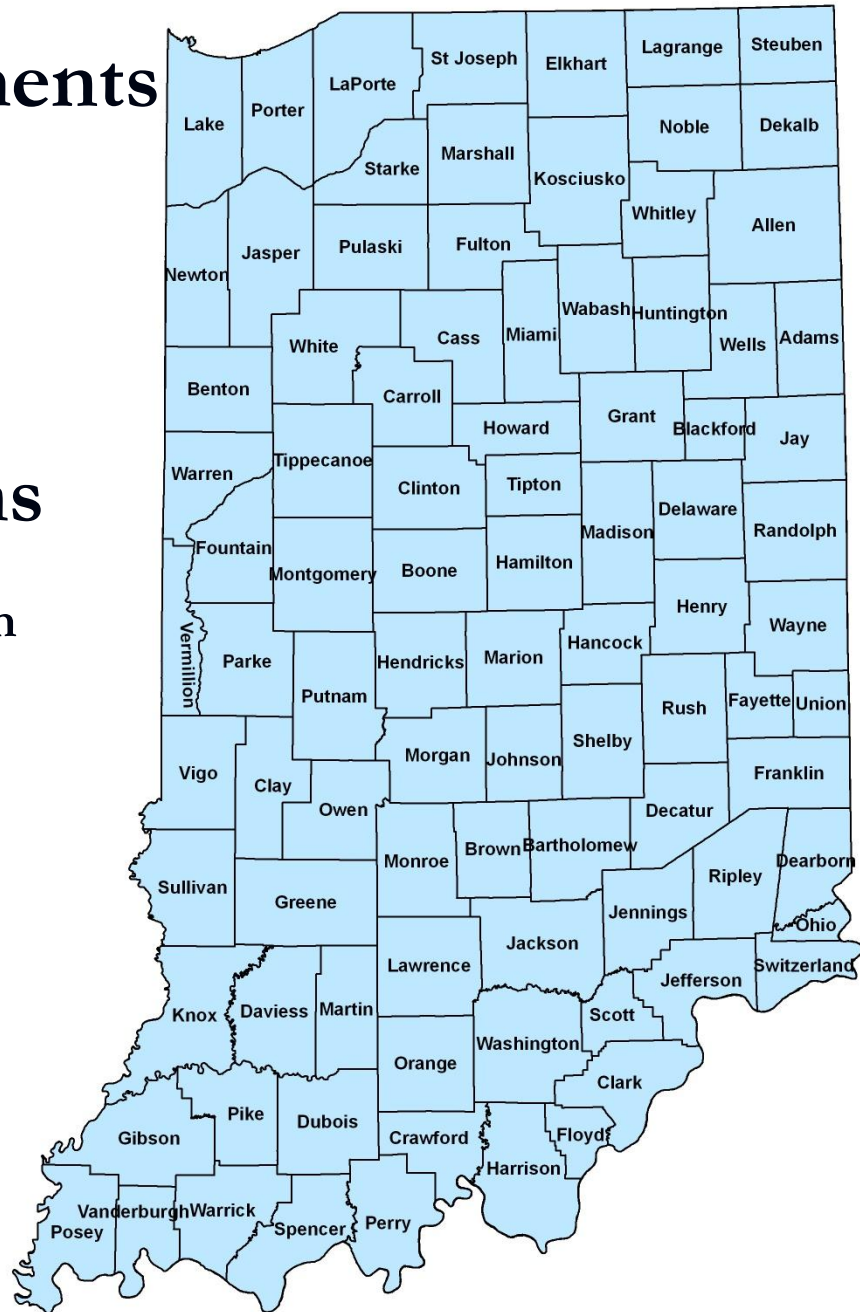 nents
ns
n
Lake
Porter
LaPorte
St Joseph
Elkhart
Lagrange
Steuben
Noble
Dekalb
Starke
Marshall
Kosciusko
Whitley
Allen
Newton
Jasper
Pulaski
Fulton
White
Cass
Miami
Wabash
Huntington
Wells
Adams
Benton
Carroll
Howard
Grant
Blackford
Jay
Warren
Tippecanoe
Clinton
Tipton
Madison
Delaware
Randolph
Fountain
Montgomery
Boone
Hamilton
Henry
Wayne
Vermillion
Parke
Putnam
Hendricks
Marion
Hancock
Rush
Fayette
Union
Vigo
Clay
Owen
Morgan
Johnson
Shelby
Franklin
Decatur
Sullivan
Greene
Monroe
Brown
Bartholomew
Ripley
Dearborn
Jennings
Ohio
Jackson
Lawrence
Jefferson
Switzerland
Knox
Daviess
Martin
Orange
Washington
Scott
Clark
Gibson
Pike
Dubois
Crawford
Floyd
Harrison
Posey
Vanderburgh
Warrick
Spencer
Perry